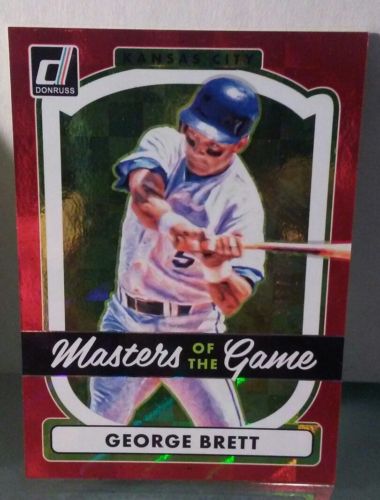 DONRUSS
KANSAS CITY
5
Masters OF THE Game
GEORGE BRETT